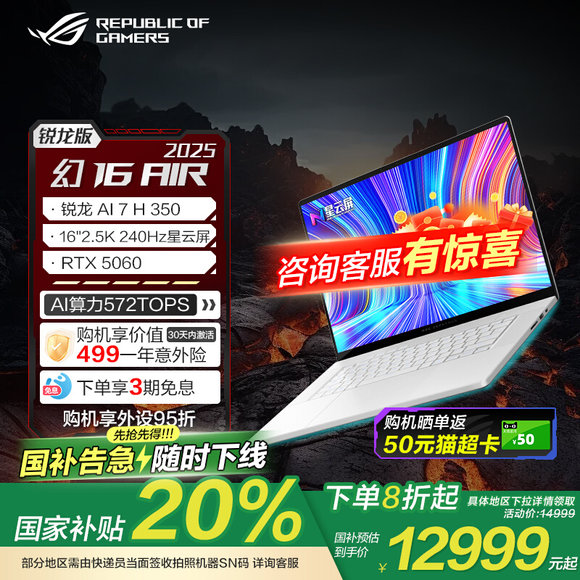 REPUBLIC OF
GAMERS
锐龙版
2025
幻 16 AIR
· 锐龙 AI 7 H 350
· 16"2.5K 240Hz星云屏
· RTX 5060
AI算力572TOPS
购机享价值 30天内激活
499一年意外险
免息
下单享3期免息
购机享外设95折
星云屏
咨询客服有惊喜
购机晒单返
50元猫超卡
¥50
先抢先得!!!
国补告急 随时下线
国家补贴20%
下单8折起
具体地区下拉详情领取
活动价:14999
国补预估
到手价
¥12999元起
部分地区需由快递员当面签收拍照机器SN码 详询客服